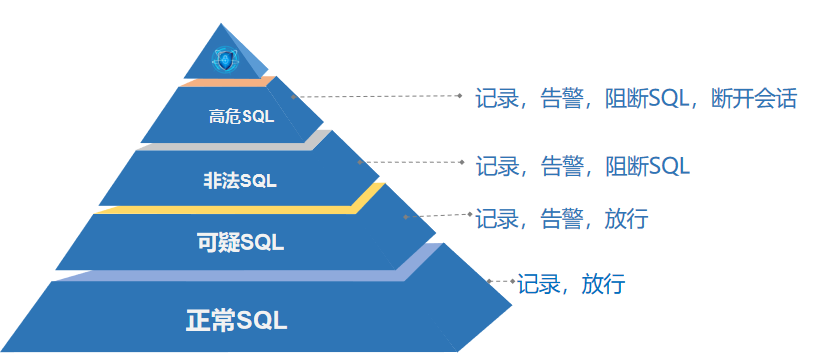 记录，告警，阻断SQL，断开会话
高危SQL
记录，告警，阻断SQL
非法SQL
记录，告警，放行
可疑SQL
记录，放行
正常SQL